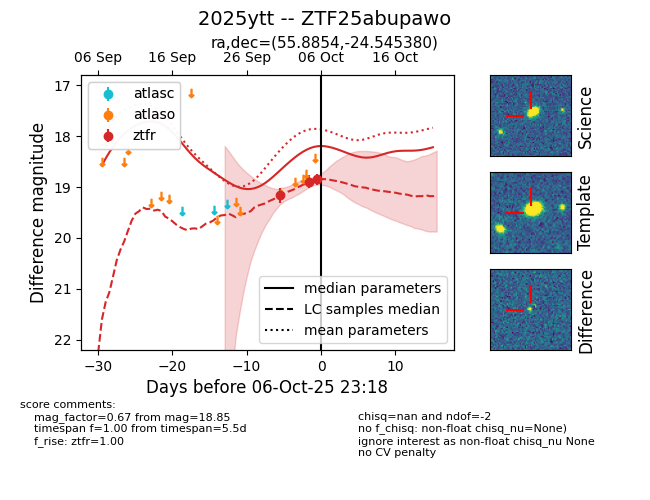 2025ytt -- ZTF25abupawo
ra,dec=(55.8854,-24.545380)
06 Sep
16 Sep
26 Sep
06 Oct
16 Oct
17
18
19
20
21
22
Difference magnitude
atlasc
atlaso
ztfr
median parameters
LC samples median
mean parameters
−30
−20
−10
0
10
Days before 06-Oct-25 23:18
Science
Template
Difference
score comments:
mag_factor=0.67 from mag=18.85
timespan f=1.00 from timespan=5.5d
f_rise: ztfr=1.00
chisq=nan and ndof=-2
no f_chisq: non-float chisq_nu=None)
ignore interest as non-float chisq_nu None
no CV penalty